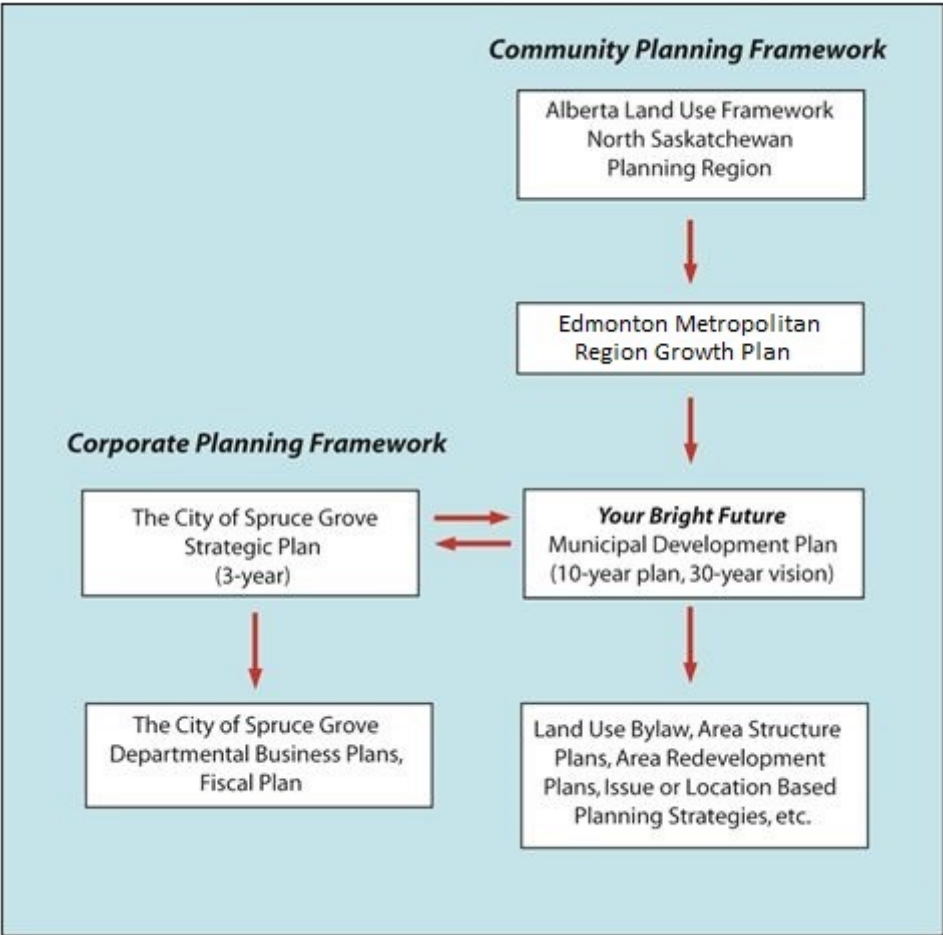 Community Planning Framework
Alberta Land Use Framework
North Saskatchewan
Planning Region
Edmonton Metropolitan
Region Growth Plan
Corporate Planning Framework
The City of Spruce Grove
Strategic Plan
(3-year)
Your Bright Future
Municipal Development Plan
(10-year plan, 30-year vision)
The City of Spruce Grove
Departmental Business Plans,
Fiscal Plan
Land Use Bylaw, Area Structure
Plans, Area Redevelopment
Plans, Issue or Location Based
Planning Strategies, etc.